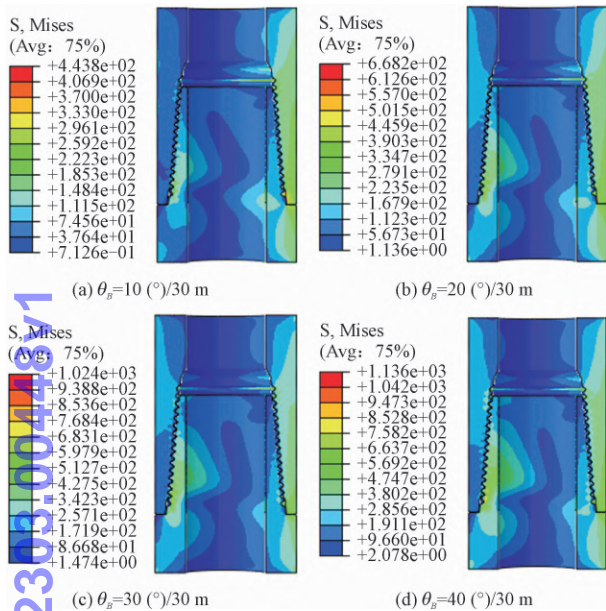 S, Mises
(Avg: 75%)
+4.438e+02
+4.069e+02
+3.700e+02
+3.330e+02
+2.961e+02
+2.592e+02
+2.223e+02
+1.853e+02
+1.484e+02
+1.115e+02
+7.456e+01
+3.764e+01
+7.126e−01
(a) θB=10 (°)/30 m
S, Mises
(Avg: 75%)
+6.682e+02
+6.126e+02
+5.570e+02
+5.015e+02
+4.459e+02
+3.903e+02
+3.347e+02
+2.791e+02
+2.235e+02
+1.679e+02
+1.123e+02
+5.673e+01
+1.136e+00
(b) θB=20 (°)/30 m
S, Mises
(Avg: 75%)
+1.024e+03
+9.388e+02
+8.536e+02
+7.684e+02
+6.831e+02
+5.979e+02
+5.127e+02
+4.275e+02
+3.423e+02
+2.571e+02
+1.719e+02
+8.668e+01
+1.474e+00
(c) θB=30 (°)/30 m
S, Mises
(Avg: 75%)
+1.136e+03
+1.042e+03
+9.473e+02
+8.528e+02
+7.582e+02
+6.637e+02
+5.692e+02
+4.747e+02
+3.802e+02
+2.856e+02
+1.911e+02
+9.660e+01
+2.078e+00
(d) θB=40 (°)/30 m
2303.00448v1